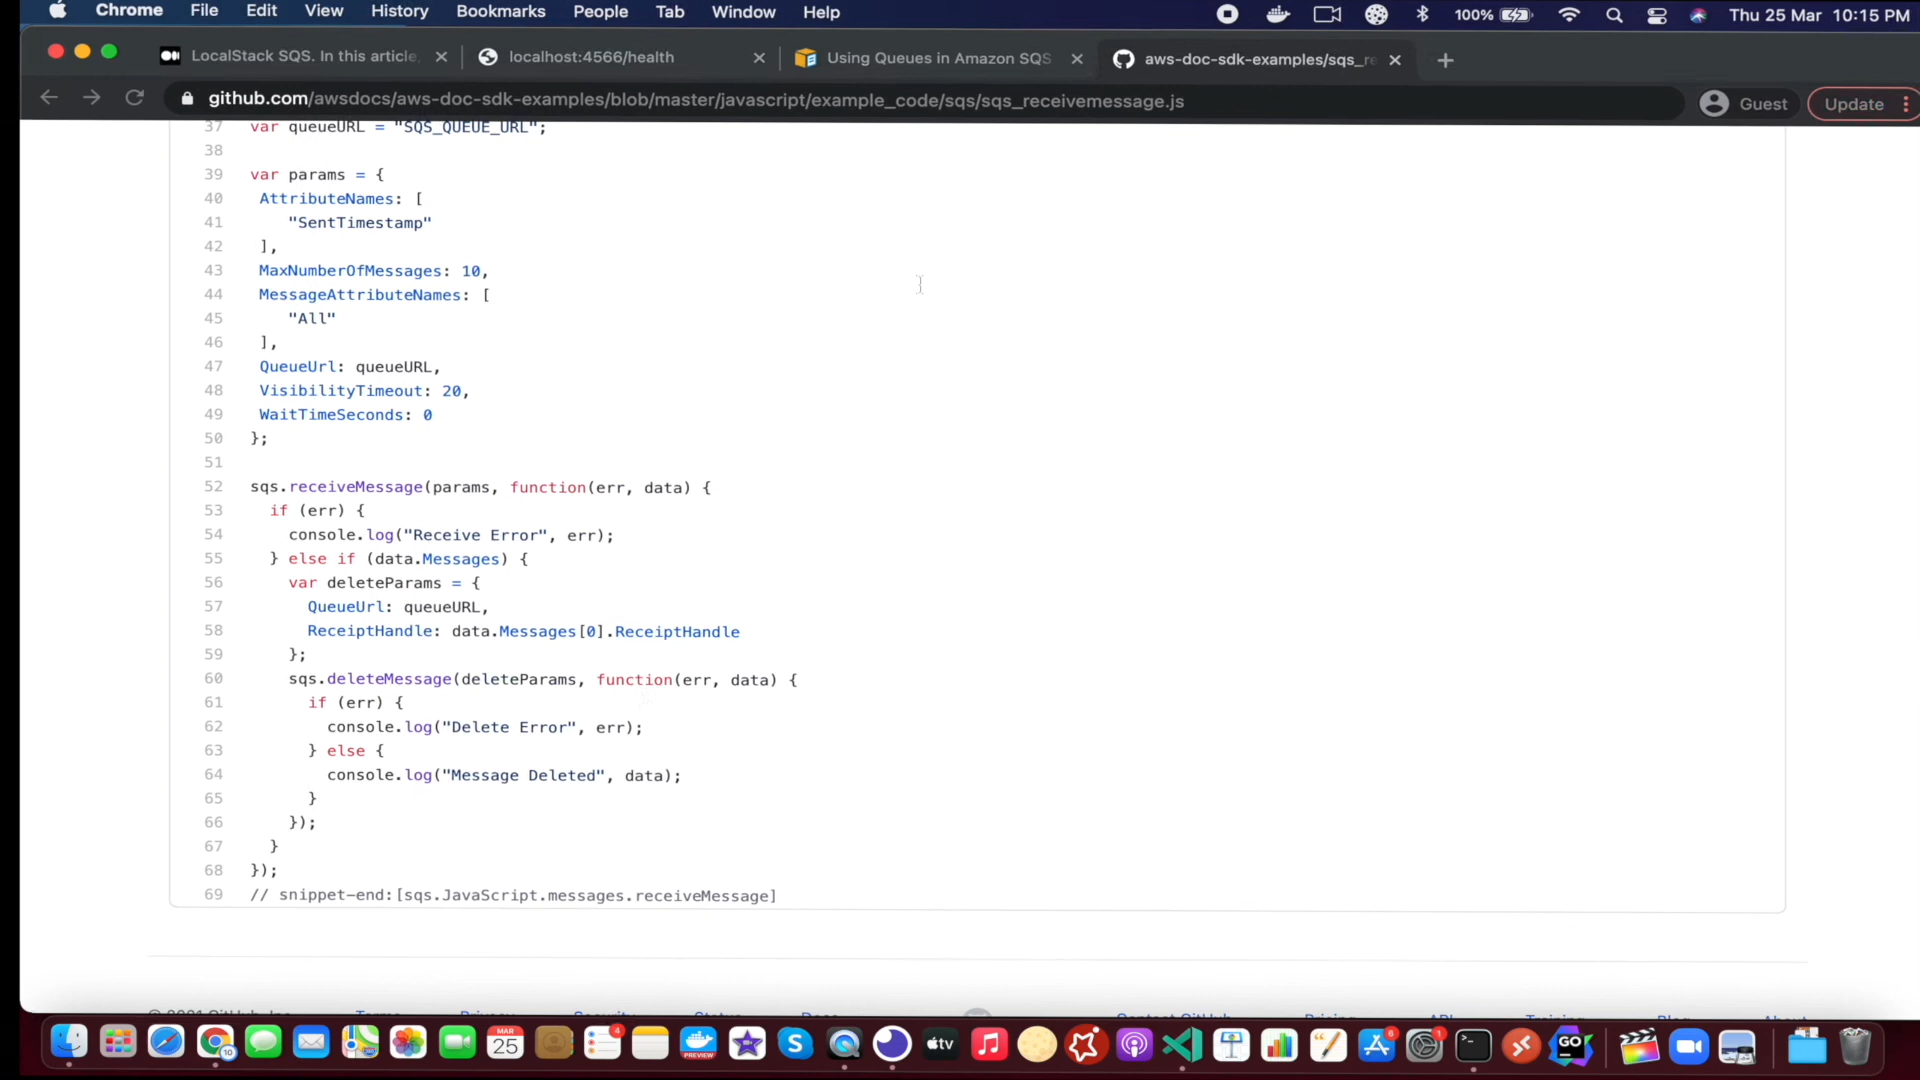 Chrome File Edit View History Bookmarks People Tab Window Help 100% Thu 25 Mar 10:15 PM
LocalStack SQS. In this article, localhost:4566/health Using Queues in Amazon SQS aws-doc-sdk-examples/sqs_re
github.com/awsdocs/aws-doc-sdk-examples/blob/master/javascript/example_code/sqs/sqs_receivemessage.js Guest Update
37 var queueURL = "SQS_QUEUE_URL";
38
39 var params = {
40 AttributeNames: [
41 "SentTimestamp"
42 ],
43 MaxNumberOfMessages: 10,
44 MessageAttributeNames: [
45 "All"
46 ],
47 QueueUrl: queueURL,
48 VisibilityTimeout: 20,
49 WaitTimeSeconds: 0
50 };
51
52 sqs.receiveMessage(params, function(err, data) {
53 if (err) {
54 console.log("Receive Error", err);
55 } else if (data.Messages) {
56 var deleteParams = {
57 QueueUrl: queueURL,
58 ReceiptHandle: data.Messages[0].ReceiptHandle
59 };
60 sqs.deleteMessage(deleteParams, function(err, data) {
61 if (err) {
62 console.log("Delete Error", err);
63 } else {
64 console.log("Message Deleted", data);
65 }
66 });
67 }
68 });
69 // snippet-end:[sqs.JavaScript.messages.receiveMessage]
MAR
25
10
4
PREVIEW
tv
6
1
GO